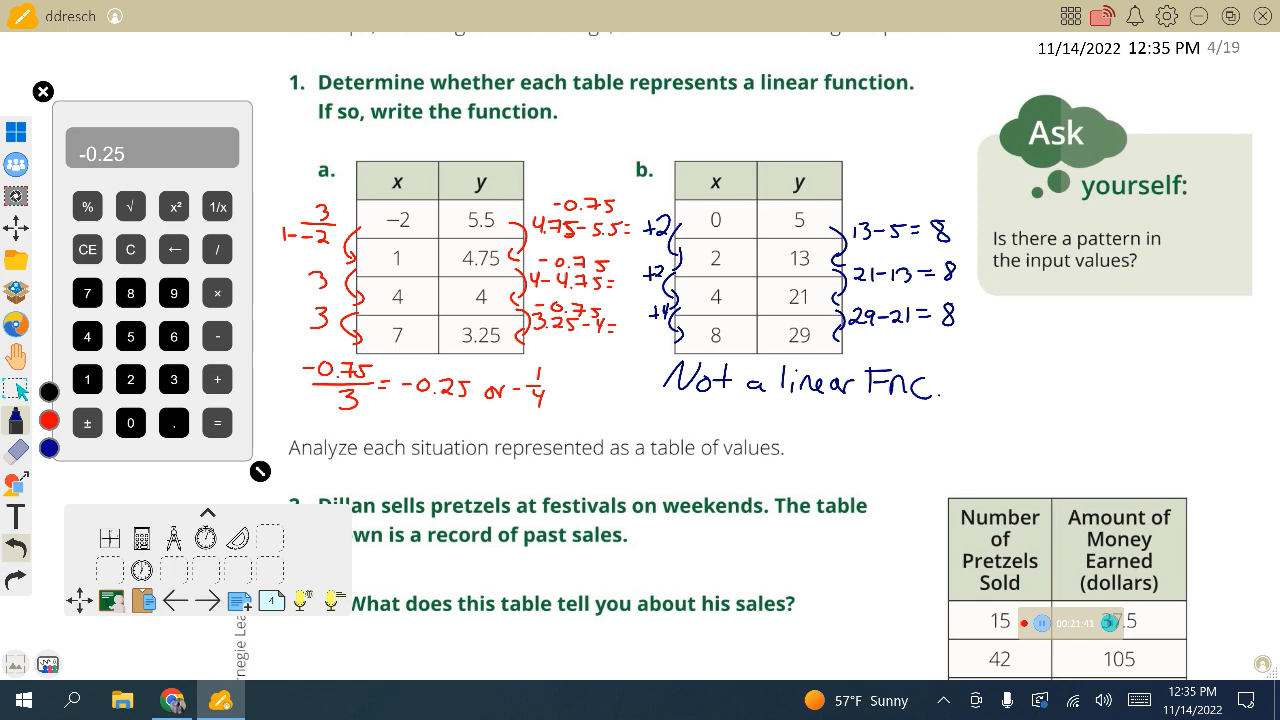 ddresch
11/14/2022 12:35 PM 4/19
1. Determine whether each table represents a linear function.
If so, write the function.
Ask
yourself:
Is there a pattern in
the input values?
-0.25
% √ x² 1/x
CE C ← /
7 8 9 ×
4 5 6 -
1 2 3 +
± 0 . =
a.
x y
−2 5.5
1 4.75
4 4
7 3.25
3
1--2
3
3
-0.75
4.75-5.5=
-0.75
4-4.75=
-0.75
3.25-4=
-0.75
3
= -0.25 or -1/4
b.
x y
0 5
2 13
4 21
8 29
+2
+2
+4
13-5=8
21-13=8
29-21=8
Not a linear Fnc.
Analyze each situation represented as a table of values.
Dillan sells pretzels at festivals on weekends. The table
wn is a record of past sales.
What does this table tell you about his sales?
Number of Pretzels Sold
Amount of Money Earned (dollars)
15 37.5
42 105
00:21:41
rnegie Lea
T
4
57°F Sunny
12:35 PM
11/14/2022